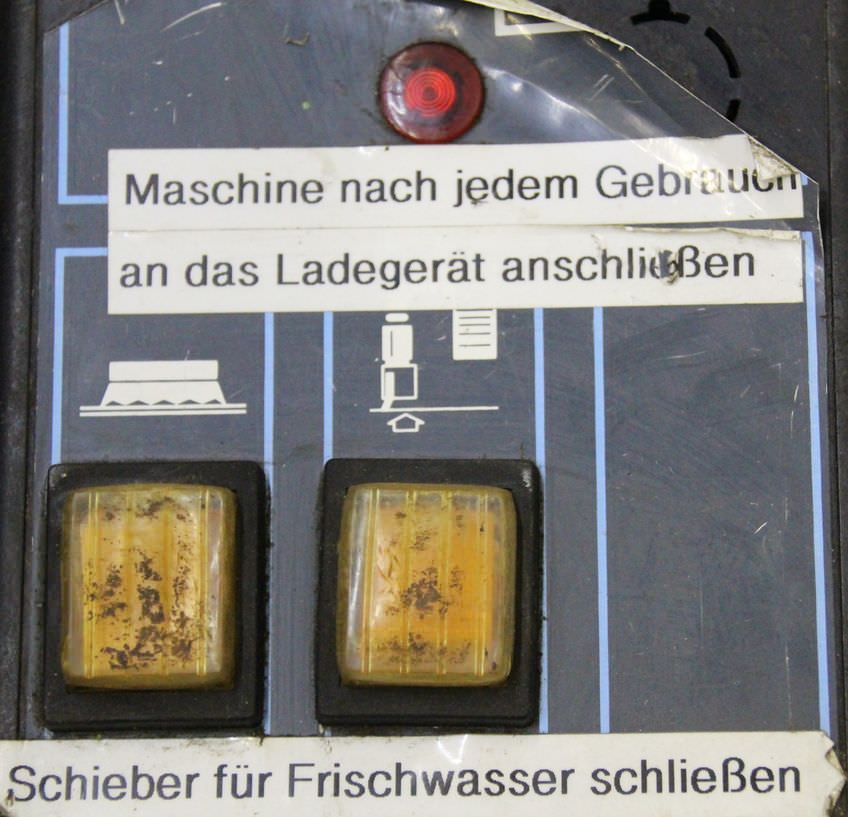 Maschine nach jedem Gebrauch
an das Ladegerät anschließen
Schieber für Frischwasser schließen